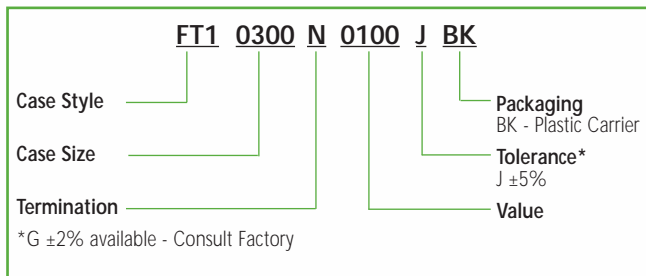 FT1 0300 N 0100 J BK
Case Style
Packaging
BK - Plastic Carrier
Case Size
Tolerance*
J ±5%
Termination
Value
*G ±2% available - Consult Factory